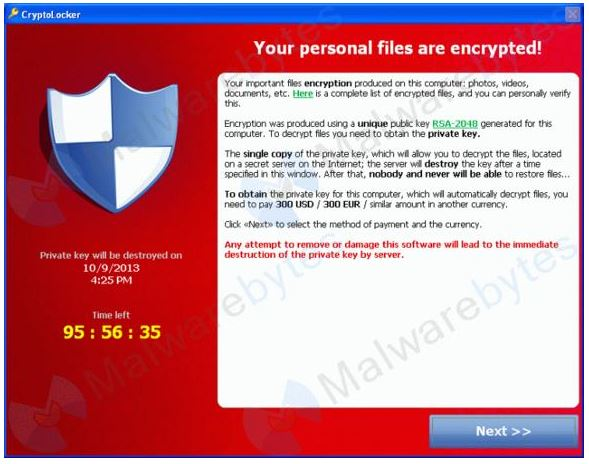 CryptoLocker
Your personal files are encrypted!
Your important files encryption produced on this computer: photos, videos,
documents, etc. Here is a complete list of encrypted files, and you can personally verify
this.
Encryption was produced using a unique public key RSA-2048 generated for this
computer. To decrypt files you need to obtain the private key.
The single copy of the private key, which will allow you to decrypt the files, located
on a secret server on the Internet; the server will destroy the key after a time
specified in this window. After that, nobody and never will be able to restore files...
To obtain the private key for this computer, which will automatically decrypt files, you
need to pay 300 USD / 300 EUR / similar amount in another currency.
Click «Next» to select the method of payment and the currency.
Any attempt to remove or damage this software will lead to the immediate
destruction of the private key by server.
Private key will be destroyed on
10/9/2013
4:25 PM
Time left
95 : 56 : 35
Next >>
Malwarebytes
Malwarebytes
Malwarebytes
Malwarebytes